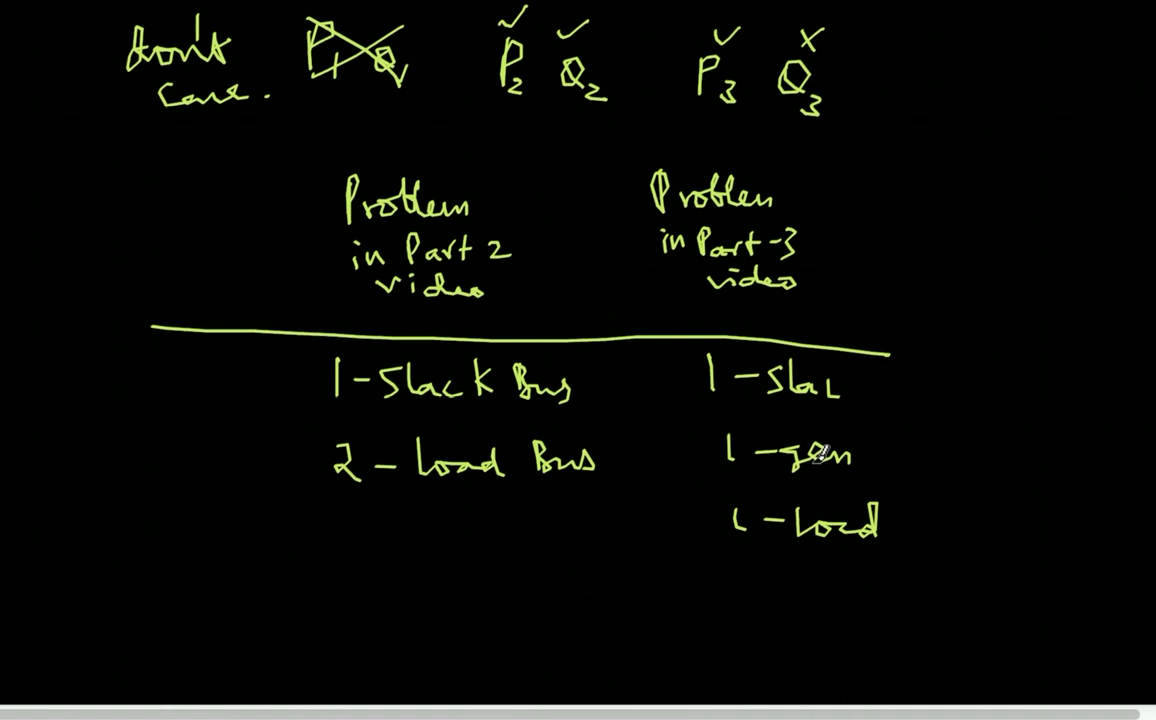 don't P1 Q1 ✓ P2 ✓ Q2 ✓ P3 × Q3
care.
Problem Problem
in Part 2 in Part-3
video video
1-Slack Bus 1-Slac
2-Load Bus 1-gen
1-Load